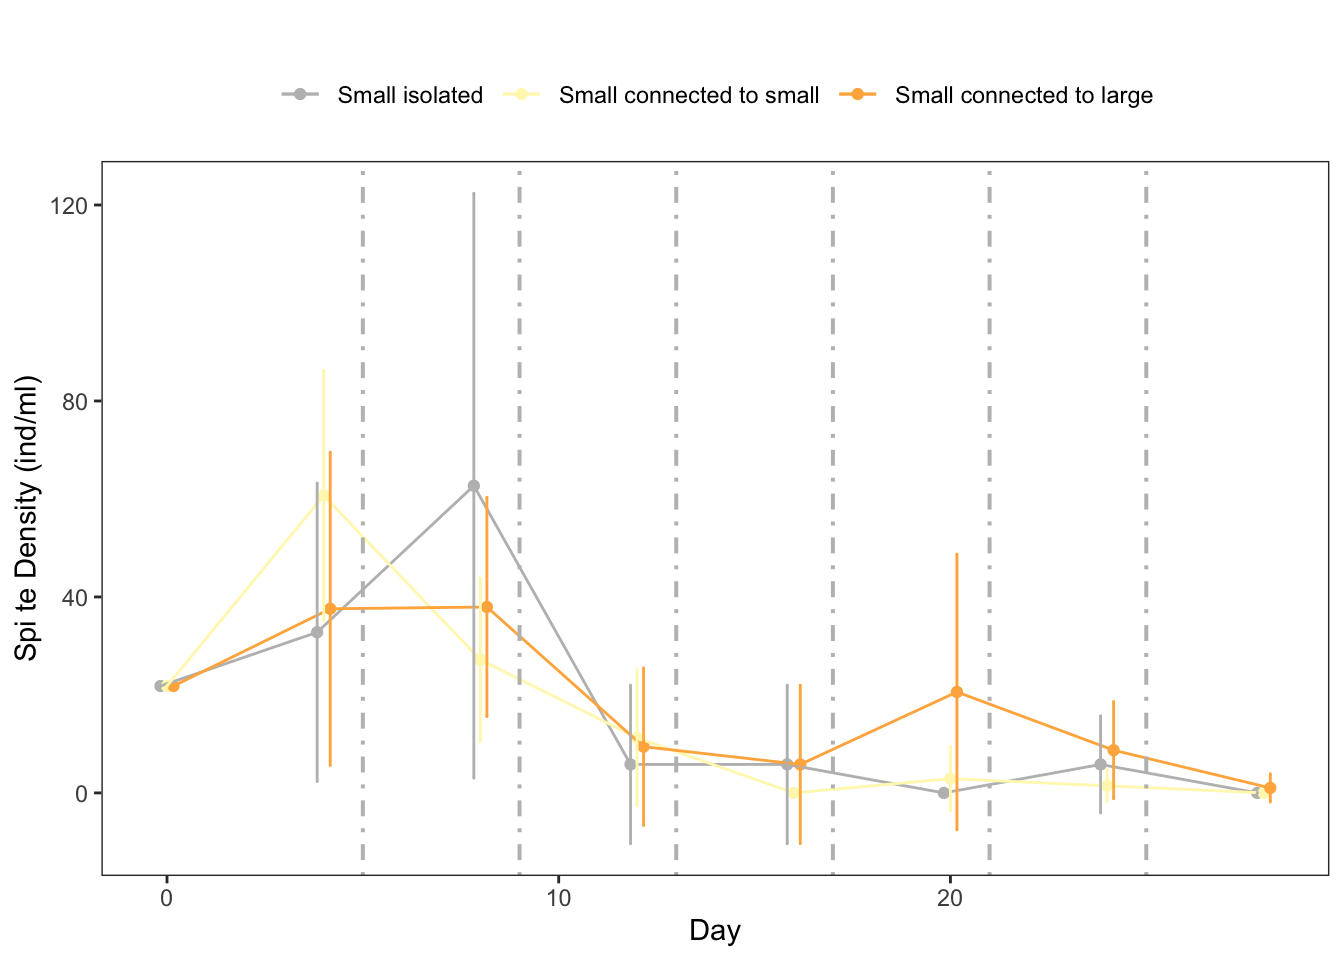 Small isolated Small connected to small Small connected to large
120
80
40
0
Spi te Density (ind/ml)
0 10 20
Day